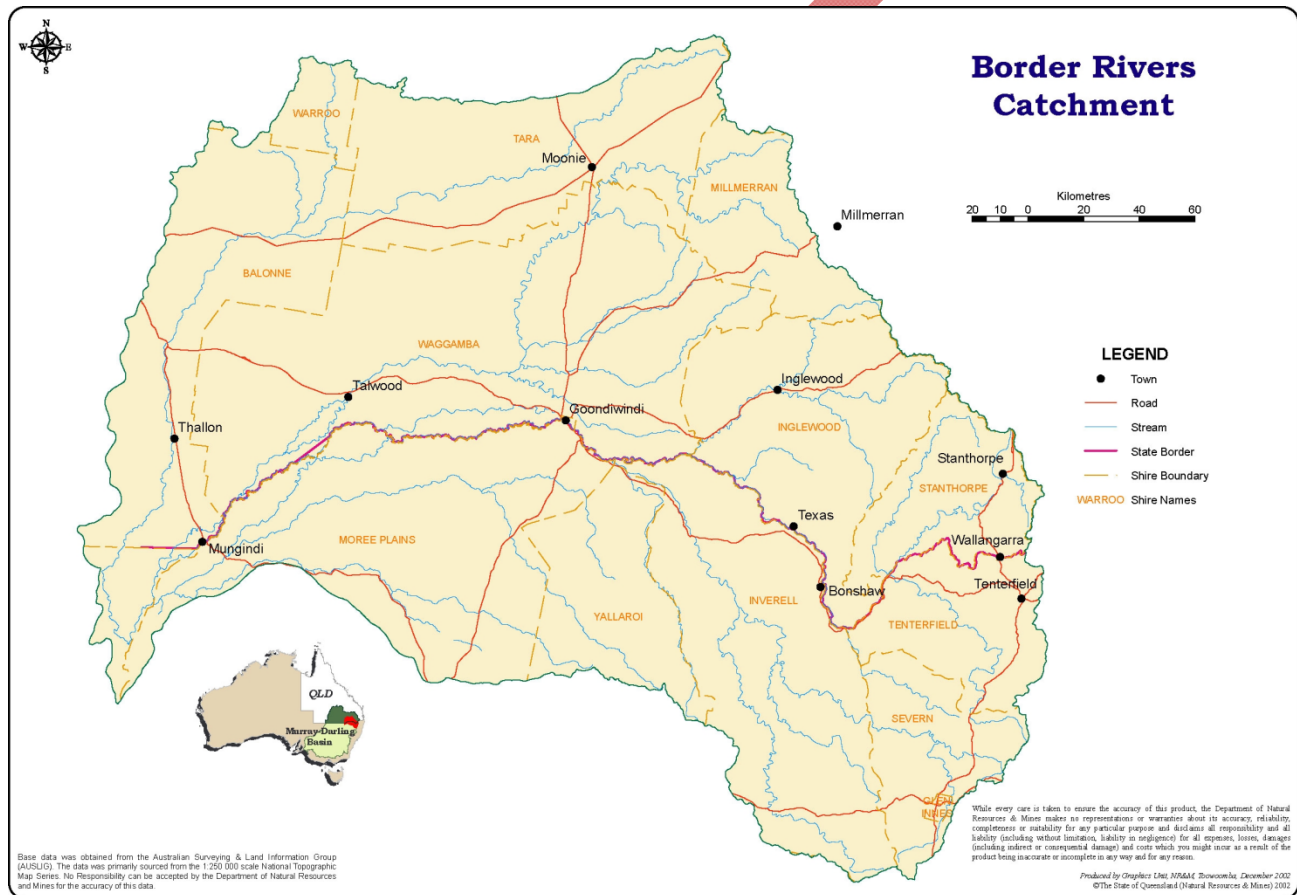 N
W E
S
Border Rivers
Catchment
Kilometres
20 10 0 20 40 60
WARROO
TARA
Moonie
MILLMERRAN
Millmerran
BALONNE
WAGGAMBA
Talwood
Inglewood
Goondiwindi
Thallon
INGLEWOOD
Stanthorpe
STANTHORPE
Texas
Wallangarra
Mungindi
MOREE PLAINS
Bonshaw
Tenterfield
INVERELL
YALLAROI
TENTERFIELD
SEVERN
GLEN
INNES
LEGEND
Town
Road
Stream
State Border
Shire Boundary
WARROO Shire Names
QLD
Murray-Darling
Basin
Base data was obtained from the Australian Surveying & Land Information Group
(AUSLIG). The data was primarily sourced from the 1:250 000 scale National Topographic
Map Series. No Responsibility can be accepted by the Department of Natural Resources
and Mines for the accuracy of this data.
While every care is taken to ensure the accuracy of this product, the Department of Natural
Resources & Mines makes no representations or warranties about its accuracy, reliability,
completeness or suitability for any particular purpose and disclaims all responsibility and all
liability (including without limitation, liability in negligence) for all expenses, losses, damages
(including indirect or consequential damage) and costs which you might incur as a result of the
product being inaccurate or incomplete in any way and for any reason.
Produced by Graphics Unit, NR&M, Toowoomba, December 2002
©The State of Queensland (Natural Resources & Mines) 2002